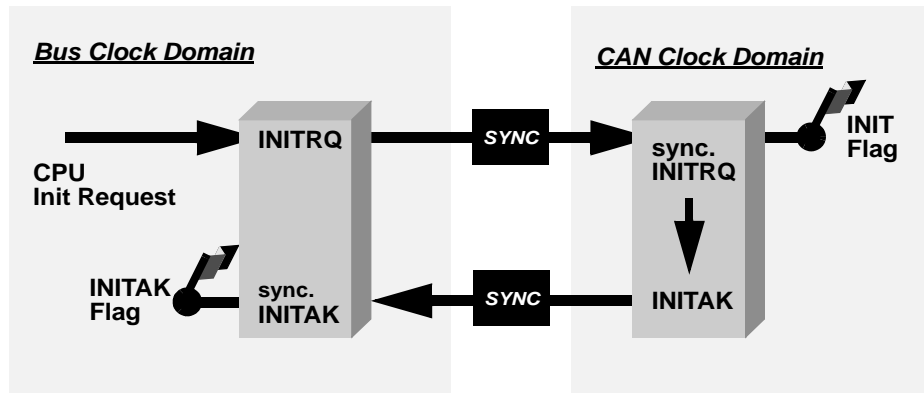 Bus Clock Domain
CAN Clock Domain
CPU
Init Request
INITRQ
SYNC
sync.
INITRQ
INIT
Flag
INITAK
Flag
sync.
INITAK
SYNC
INITAK